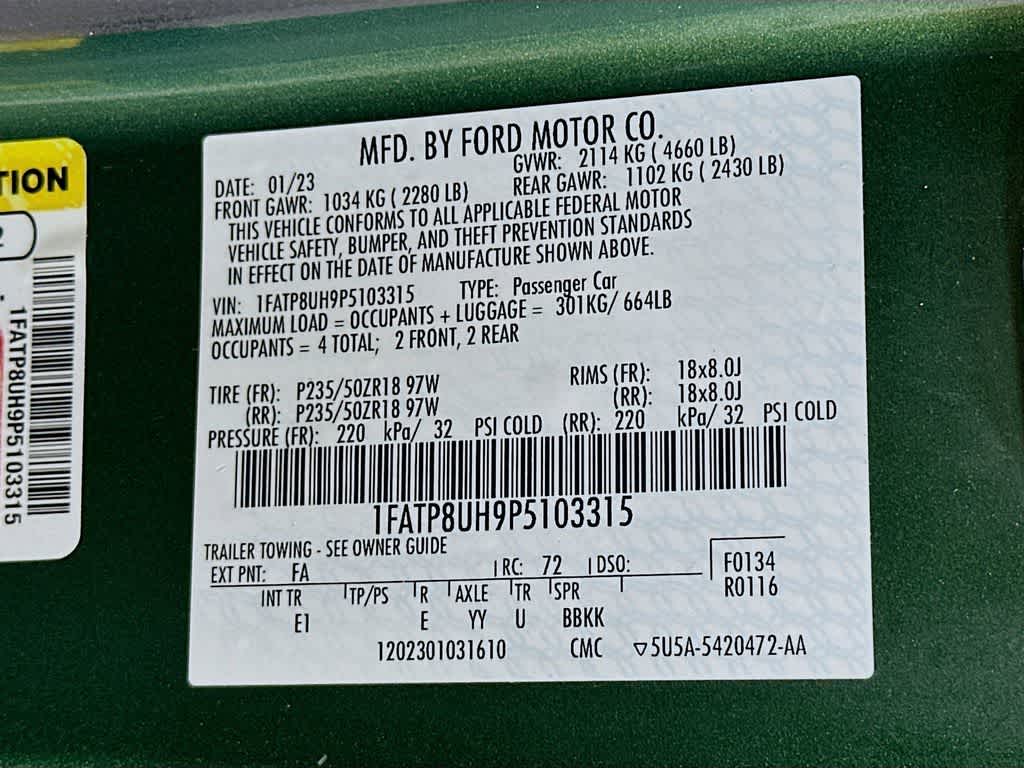 MFD. BY FORD MOTOR CO.
DATE: 01/23 GVWR: 2114 KG ( 4660 LB)
FRONT GAWR: 1034 KG ( 2280 LB) REAR GAWR: 1102 KG ( 2430 LB)
THIS VEHICLE CONFORMS TO ALL APPLICABLE FEDERAL MOTOR
VEHICLE SAFETY, BUMPER, AND THEFT PREVENTION STANDARDS
IN EFFECT ON THE DATE OF MANUFACTURE SHOWN ABOVE.
VIN: 1FATP8UH9P5103315 TYPE: Passenger Car
MAXIMUM LOAD = OCCUPANTS + LUGGAGE = 301KG/ 664LB
OCCUPANTS = 4 TOTAL; 2 FRONT, 2 REAR
TIRE (FR): P235/50ZR18 97W RIMS (FR): 18x8.0J
(RR): P235/50ZR18 97W (RR): 18x8.0J
PRESSURE (FR): 220 kPa/ 32 PSI COLD (RR): 220 kPa/ 32 PSI COLD
1FATP8UH9P5103315
TRAILER TOWING - SEE OWNER GUIDE
EXT PNT: FA RC: 72 DSO: F0134
R0116
INT TR TP/PS R AXLE TR SPR
E1 E YY U BBKK
1202301031610 CMC ▽5U5A-5420472-AA
TION
2
1FATP8UH9P5103315